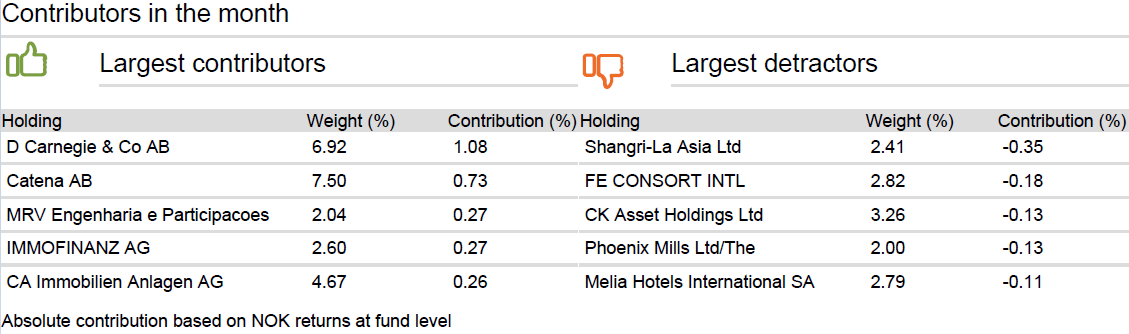 Contributors in the month
Largest contributors
Largest detractors
Holding Weight (%) Contribution (%) Holding Weight (%) Contribution (%)
D Carnegie & Co AB 6.92 1.08 Shangri-La Asia Ltd 2.41 -0.35
Catena AB 7.50 0.73 FE CONSORT INTL 2.82 -0.18
MRV Engenharia e Participacoes 2.04 0.27 CK Asset Holdings Ltd 3.26 -0.13
IMMOFINANZ AG 2.60 0.27 Phoenix Mills Ltd/The 2.00 -0.13
CA Immobilien Anlagen AG 4.67 0.26 Melia Hotels International SA 2.79 -0.11
Absolute contribution based on NOK returns at fund level